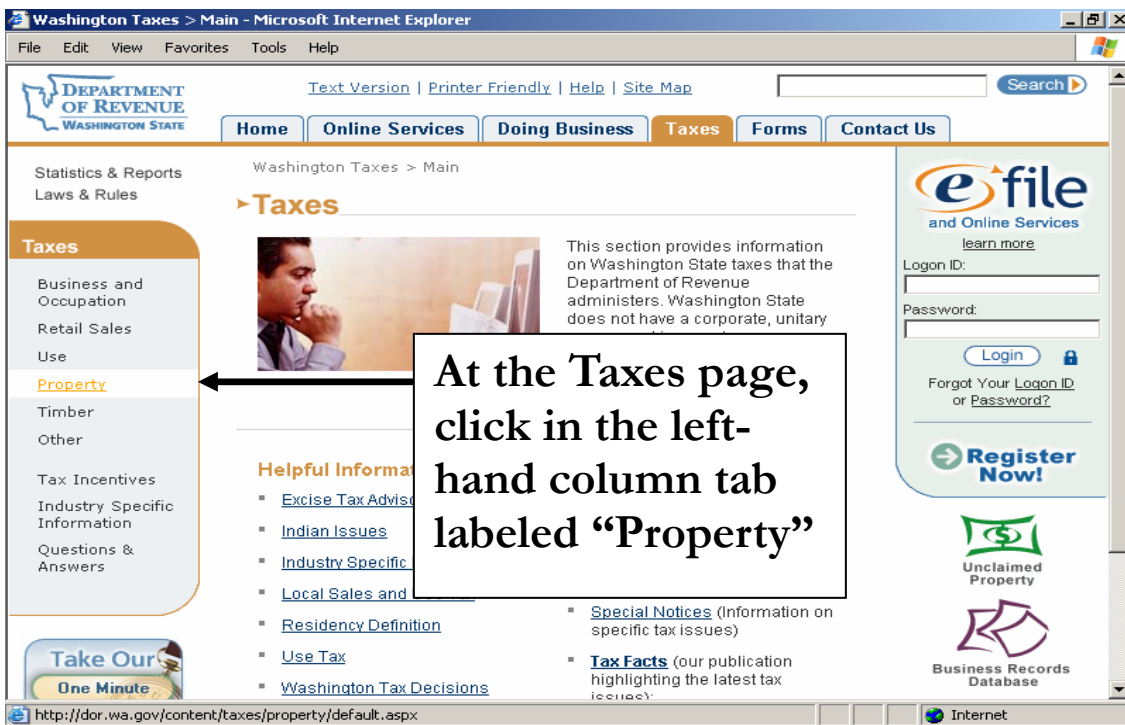 Washington Taxes > Main - Microsoft Internet Explorer
File Edit View Favorites Tools Help
DEPARTMENT
OF REVENUE
WASHINGTON STATE
Text Version | Printer Friendly | Help | Site Map
Search
Home Online Services Doing Business Taxes Forms Contact Us
Statistics & Reports
Laws & Rules
Taxes
Business and
Occupation
Retail Sales
Use
Property
Timber
Other
Tax Incentives
Industry Specific
Information
Questions &
Answers
Take Our
One Minute
Washington Taxes > Main
Taxes
This section provides information
on Washington State taxes that the
Department of Revenue
administers. Washington State
does not have a corporate, unitary
At the Taxes page,
click in the left-
hand column tab
labeled “Property”
Helpful Informa
Excise Tax Adviso
Indian Issues
Industry Specific
Local Sales and
Residency Definition
Use Tax
Washington Tax Decisions
Special Notices (Information on
specific tax issues)
Tax Facts (our publication
highlighting the latest tax
issues):
e file
and Online Services
learn more
Logon ID:
Password:
Login
Forgot Your Logon ID
or Password?
Register
Now!
Unclaimed
Property
Business Records
Database
http://dor.wa.gov/content/taxes/property/default.aspx
Internet